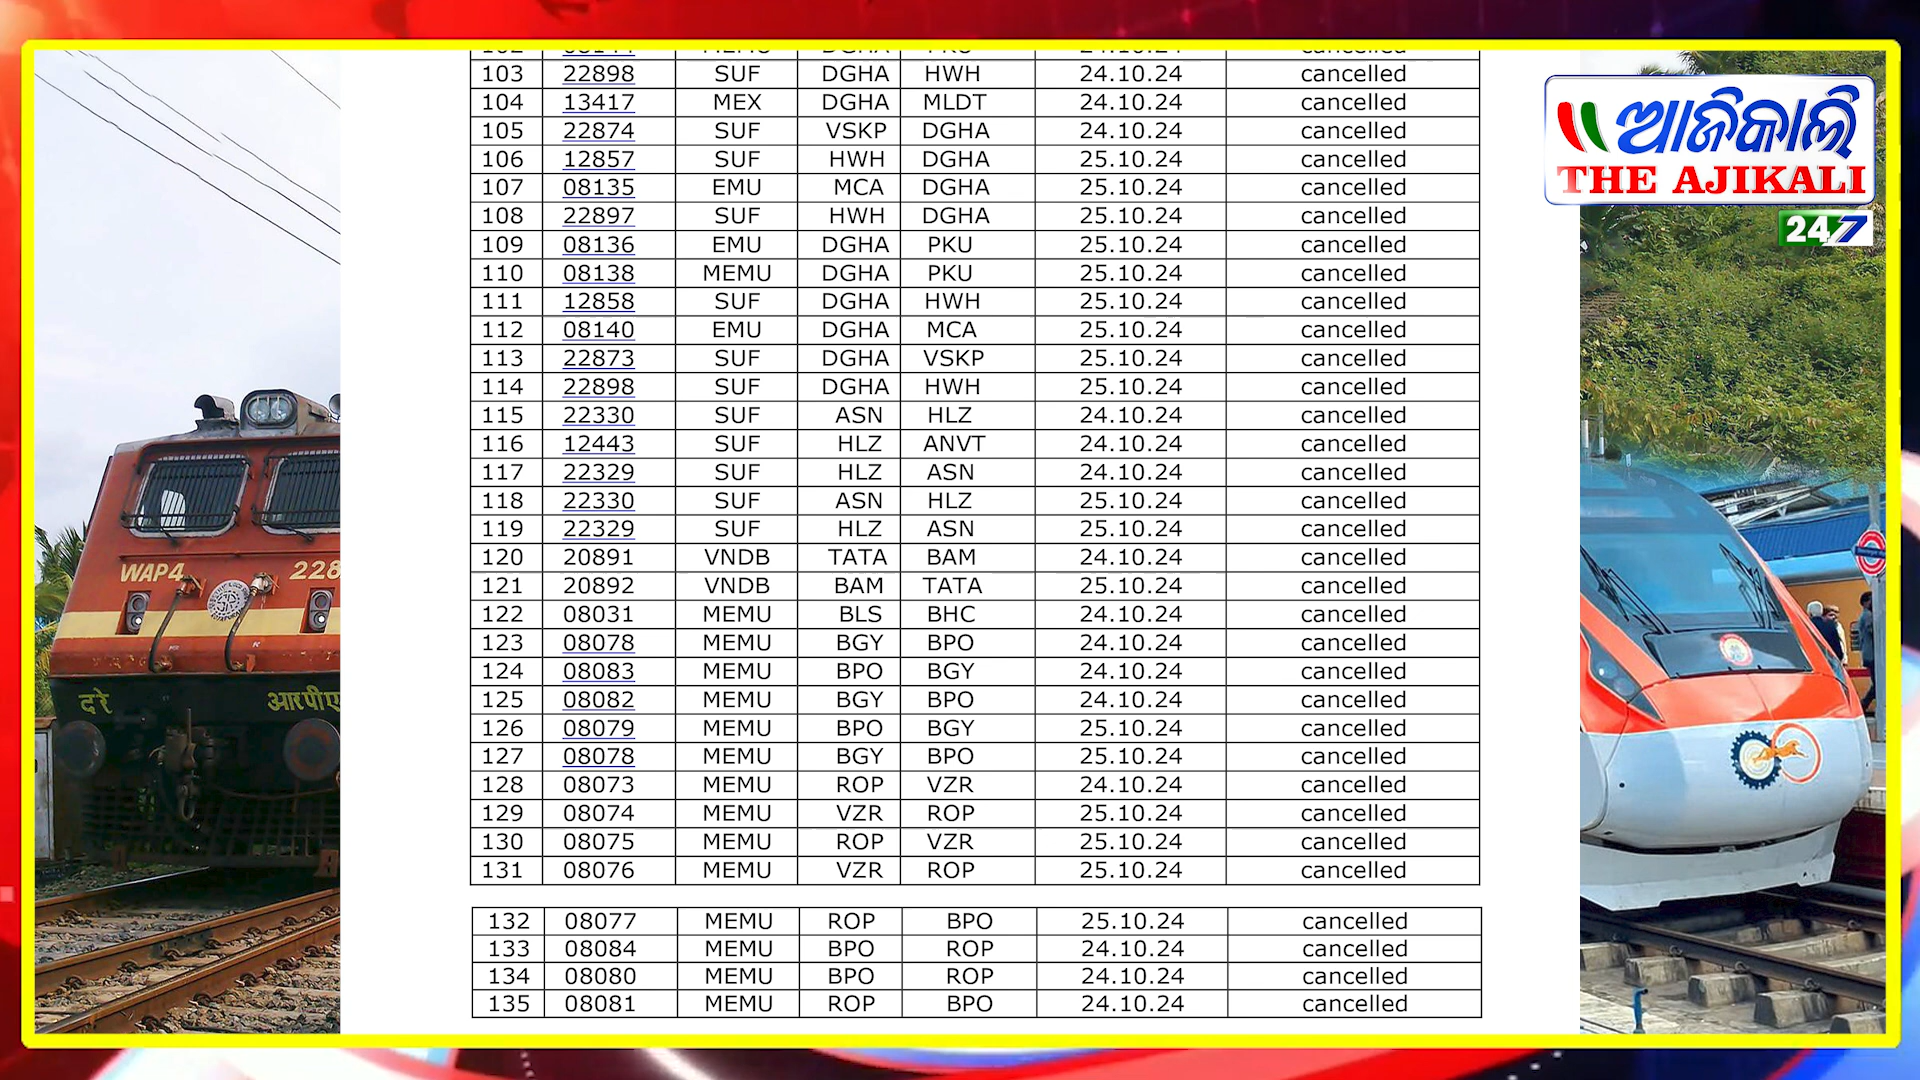 103 22898 SUF DGHA HWH 24.10.24 cancelled
104 13417 MEX DGHA MLDT 24.10.24 cancelled
105 22874 SUF VSKP DGHA 24.10.24 cancelled
106 12857 SUF HWH DGHA 25.10.24 cancelled
107 08135 EMU MCA DGHA 25.10.24 cancelled
108 22897 SUF HWH DGHA 25.10.24 cancelled
109 08136 EMU DGHA PKU 25.10.24 cancelled
110 08138 MEMU DGHA PKU 25.10.24 cancelled
111 12858 SUF DGHA HWH 25.10.24 cancelled
112 08140 EMU DGHA MCA 25.10.24 cancelled
113 22873 SUF DGHA VSKP 25.10.24 cancelled
114 22898 SUF DGHA HWH 25.10.24 cancelled
115 22330 SUF ASN HLZ 24.10.24 cancelled
116 12443 SUF HLZ ANVT 24.10.24 cancelled
117 22329 SUF HLZ ASN 24.10.24 cancelled
118 22330 SUF ASN HLZ 25.10.24 cancelled
119 22329 SUF HLZ ASN 25.10.24 cancelled
120 20891 VNDB TATA BAM 24.10.24 cancelled
121 20892 VNDB BAM TATA 25.10.24 cancelled
122 08031 MEMU BLS BHC 24.10.24 cancelled
123 08078 MEMU BGY BPO 24.10.24 cancelled
124 08083 MEMU BPO BGY 24.10.24 cancelled
125 08082 MEMU BGY BPO 24.10.24 cancelled
126 08079 MEMU BPO BGY 25.10.24 cancelled
127 08078 MEMU BGY BPO 25.10.24 cancelled
128 08073 MEMU ROP VZR 24.10.24 cancelled
129 08074 MEMU VZR ROP 25.10.24 cancelled
130 08075 MEMU ROP VZR 25.10.24 cancelled
131 08076 MEMU VZR ROP 25.10.24 cancelled
132 08077 MEMU ROP BPO 25.10.24 cancelled
133 08084 MEMU BPO ROP 24.10.24 cancelled
134 08080 MEMU BPO ROP 24.10.24 cancelled
135 08081 MEMU ROP BPO 24.10.24 cancelled
ଆଜିକାଲି
THE AJIKALI
24x7
WAP4 228
द रे